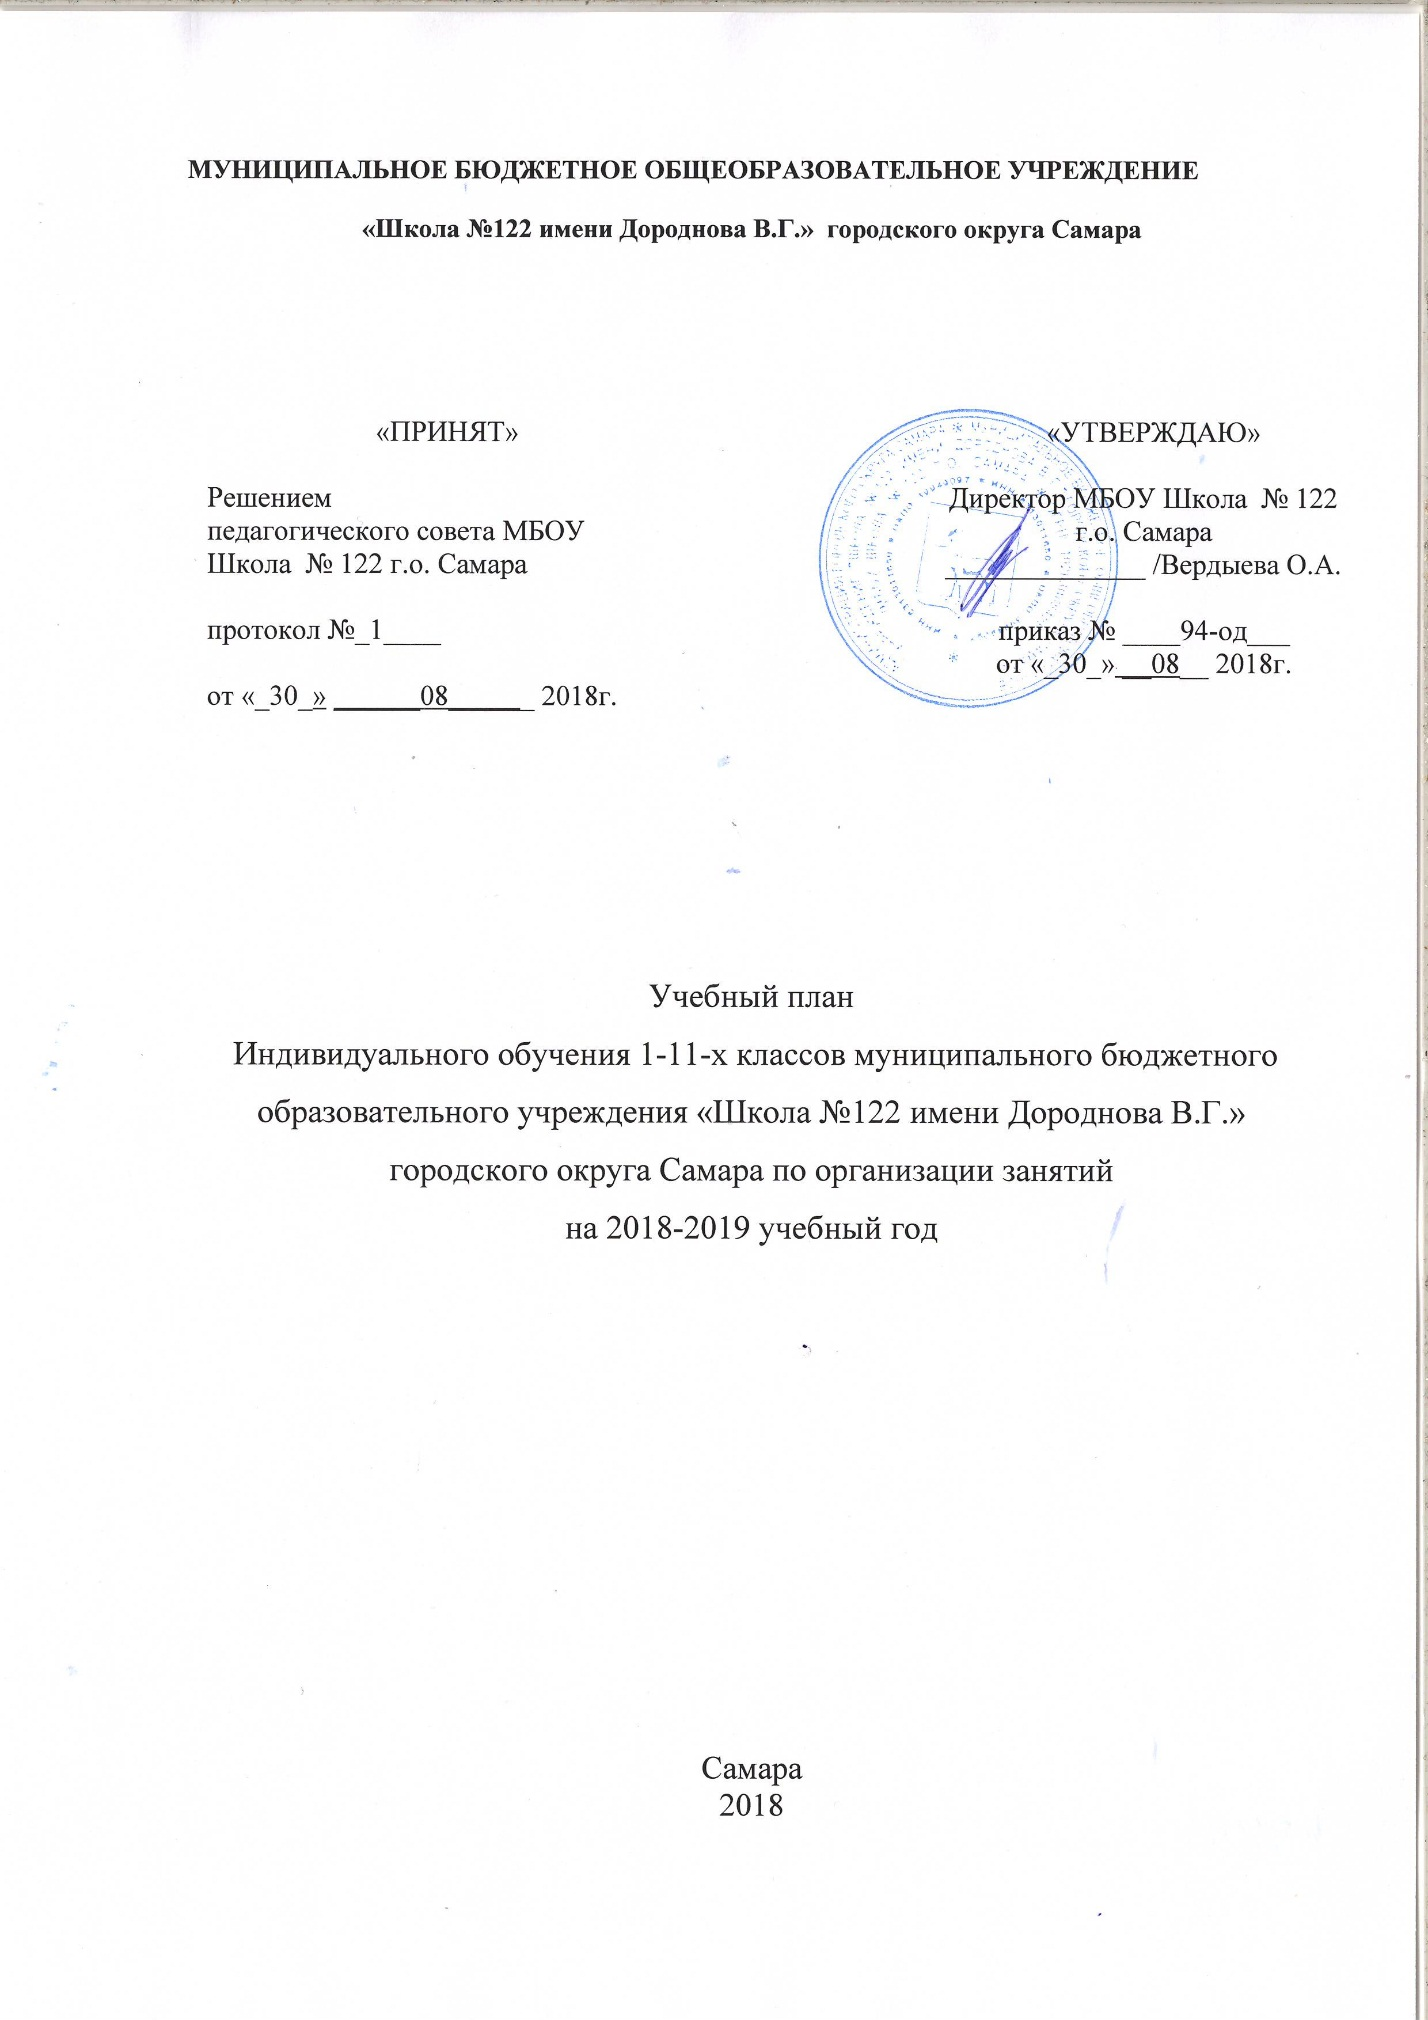 МУНИЦИПАЛЬНОЕ БЮДЖЕТНОЕ ОБЩЕОБРАЗОВАТЕЛЬНОЕ УЧРЕЖДЕНИЕ
«Школа №122 имени Дороднова В.Г.» городского округа Самара
«ПРИНЯТ»
Решением
педагогического совета МБОУ
Школа № 122 г.о. Самара
протокол №_1____
от «_30_» ______08______ 2018г.
«УТВЕРЖДАЮ»
Директор МБОУ Школа № 122
г.о. Самара
______________ /Вердыева О.А.
приказ № ____94-од___
от «_30_»___08__ 2018г.
Учебный план
Индивидуального обучения 1-11-х классов муниципального бюджетного
образовательного учреждения «Школа №122 имени Дороднова В.Г.»
городского округа Самара по организации занятий
на 2018-2019 учебный год
Самара
2018